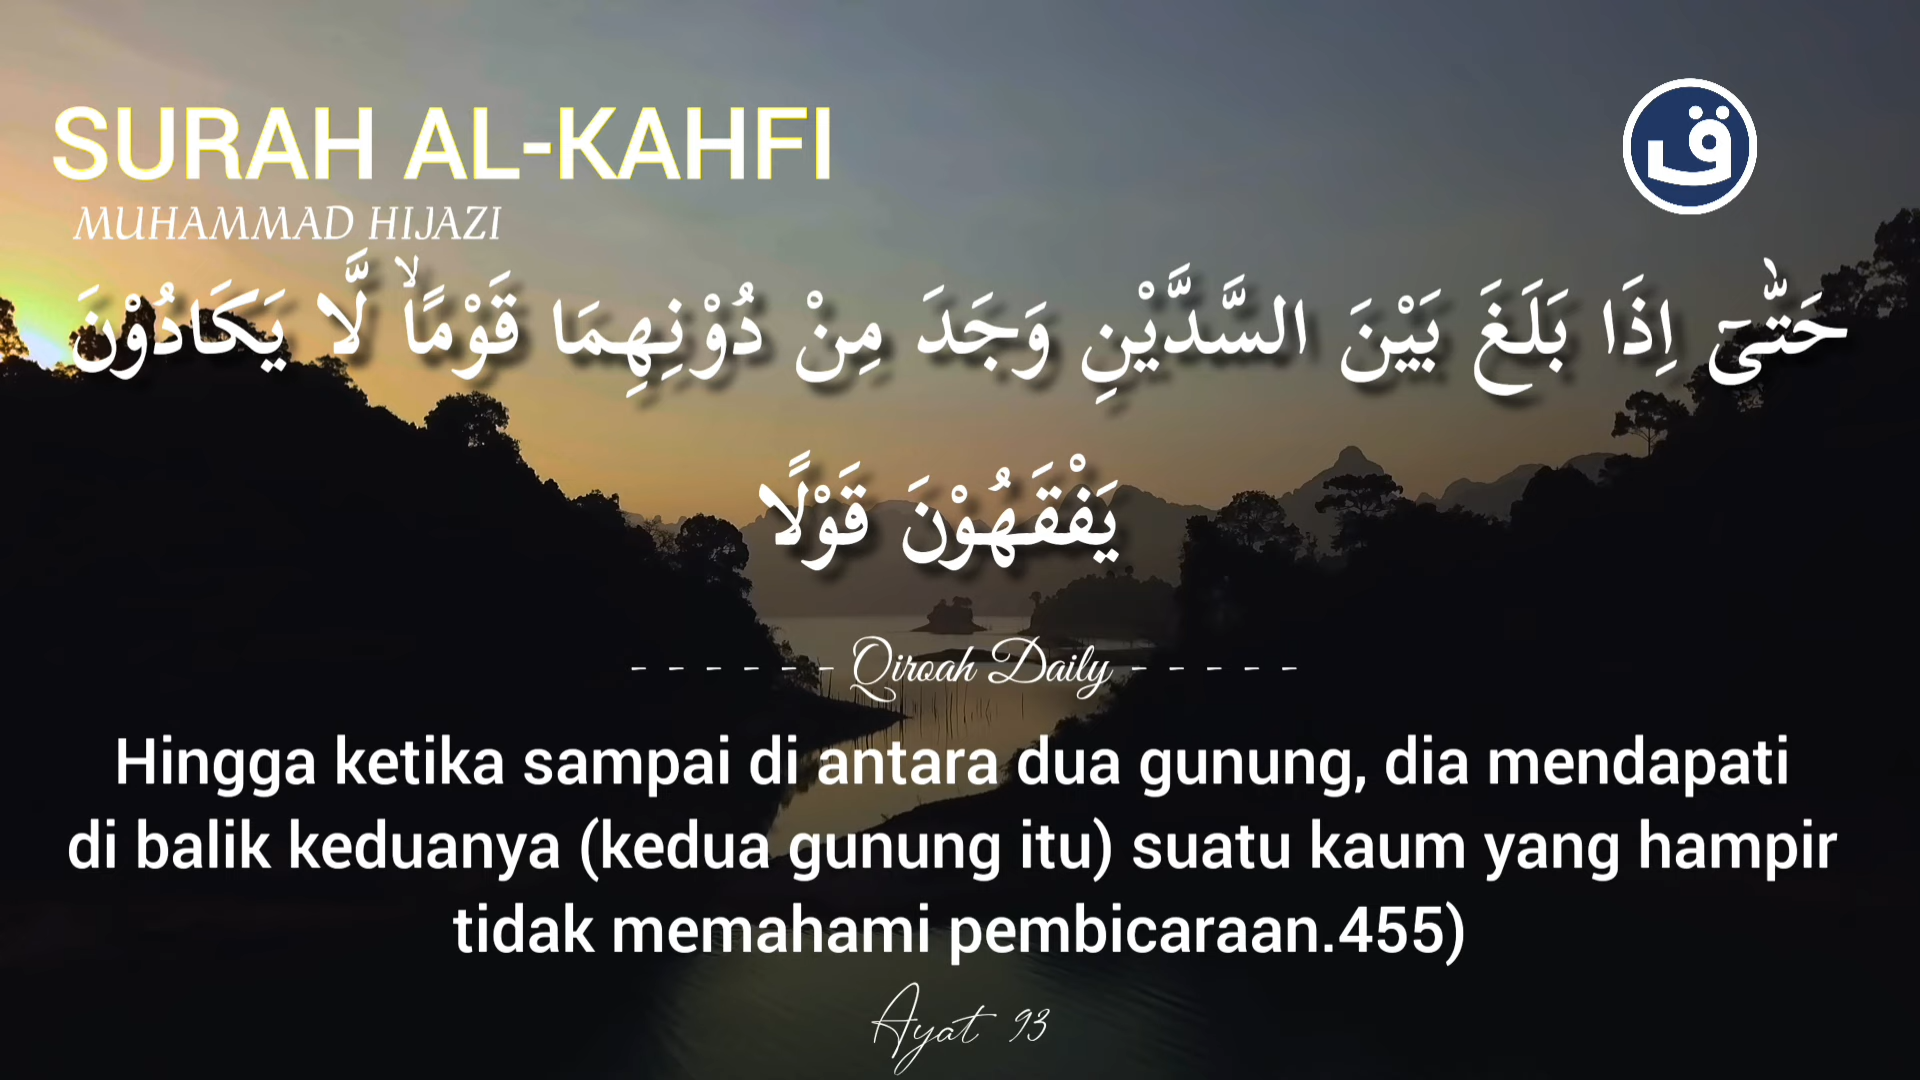 SURAH AL-KAHFI
ق
MUHAMMAD HIJAZI
حَتّٰىٓ اِذَا بَلَغَ بَيْنَ السَّدَّيْنِ وَجَدَ مِنْ دُوْنِهِمَا قَوْمًاۙ لَّا يَكَادُوْنَ
يَفْقَهُوْنَ قَوْلًا
- - - - - - Qiroah Daily - - - - -
Hingga ketika sampai di antara dua gunung, dia mendapati
di balik keduanya (kedua gunung itu) suatu kaum yang hampir
tidak memahami pembicaraan.455)
Ayat 93